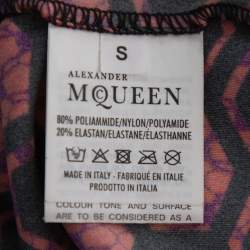 S
ALEXANDER
McQUEEN
80% POLIAMMIDE/NYLON/POLYAMIDE
20% ELASTAN/ELASTANE/ÉLASTHANNE
MADE IN ITALY - FABRIQUÉ EN ITALIE
PRODOTTO IN ITALIA
COLOUR TONE AND SURFACE
ARE TO BE CONSIDERED AS A